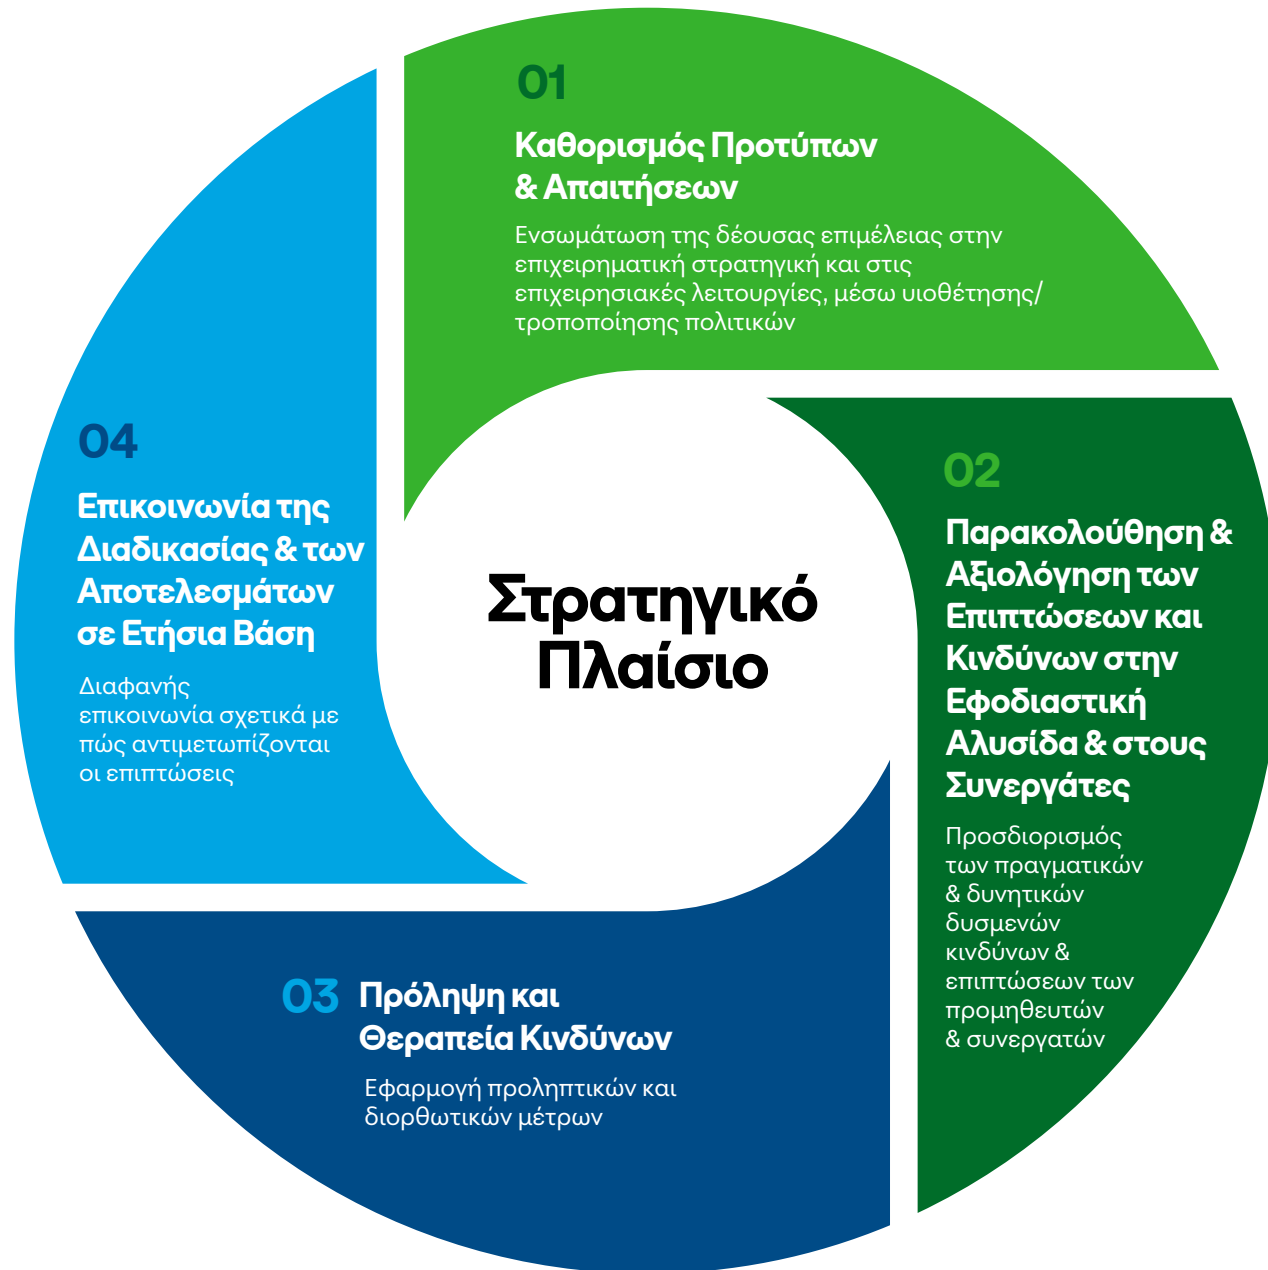 01
Καθορισμός Προτύπων
& Απαιτήσεων
Ενσωμάτωση της δέουσας επιμέλειας στην
επιχειρηματική στρατηγική και στις
επιχειρησιακές λειτουργίες, μέσω υιοθέτησης/
τροποποίησης πολιτικών
02
Παρακολούθηση &
Αξιολόγηση των
Επιπτώσεων και
Κινδύνων στην
Εφοδιαστική
Αλυσίδα & στους
Συνεργάτες
Προσδιορισμός
των πραγματικών
& δυνητικών
δυσμενών
κινδύνων &
επιπτώσεων των
προμηθευτών
& συνεργατών
03
Πρόληψη και
Θεραπεία Κινδύνων
Εφαρμογή προληπτικών και
διορθωτικών μέτρων
04
Επικοινωνία της
Διαδικασίας & των
Αποτελεσμάτων
σε Ετήσια Βάση
Διαφανής
επικοινωνία σχετικά με
πώς αντιμετωπίζονται
οι επιπτώσεις
Στρατηγικό
Πλαίσιο